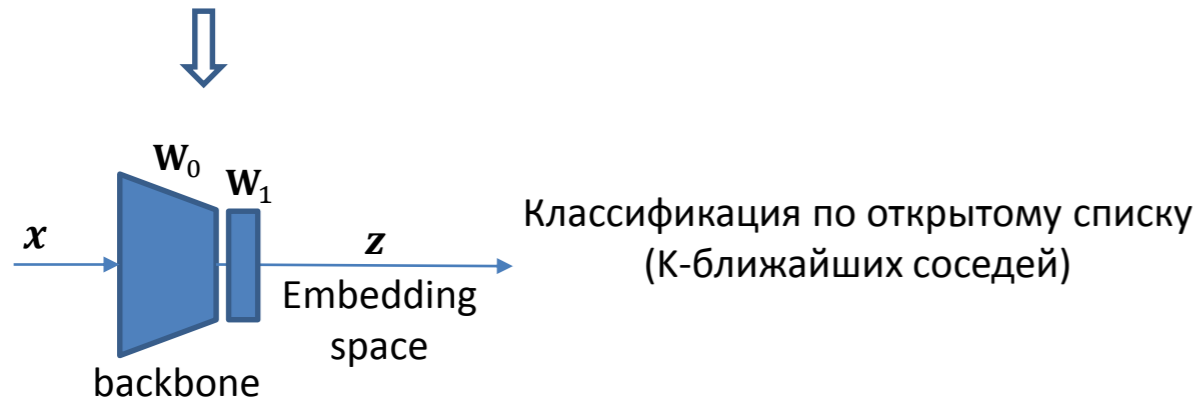 W₀
W₁
x
z
Embedding
space
backbone
Классификация по открытому списку
(K-ближайших соседей)